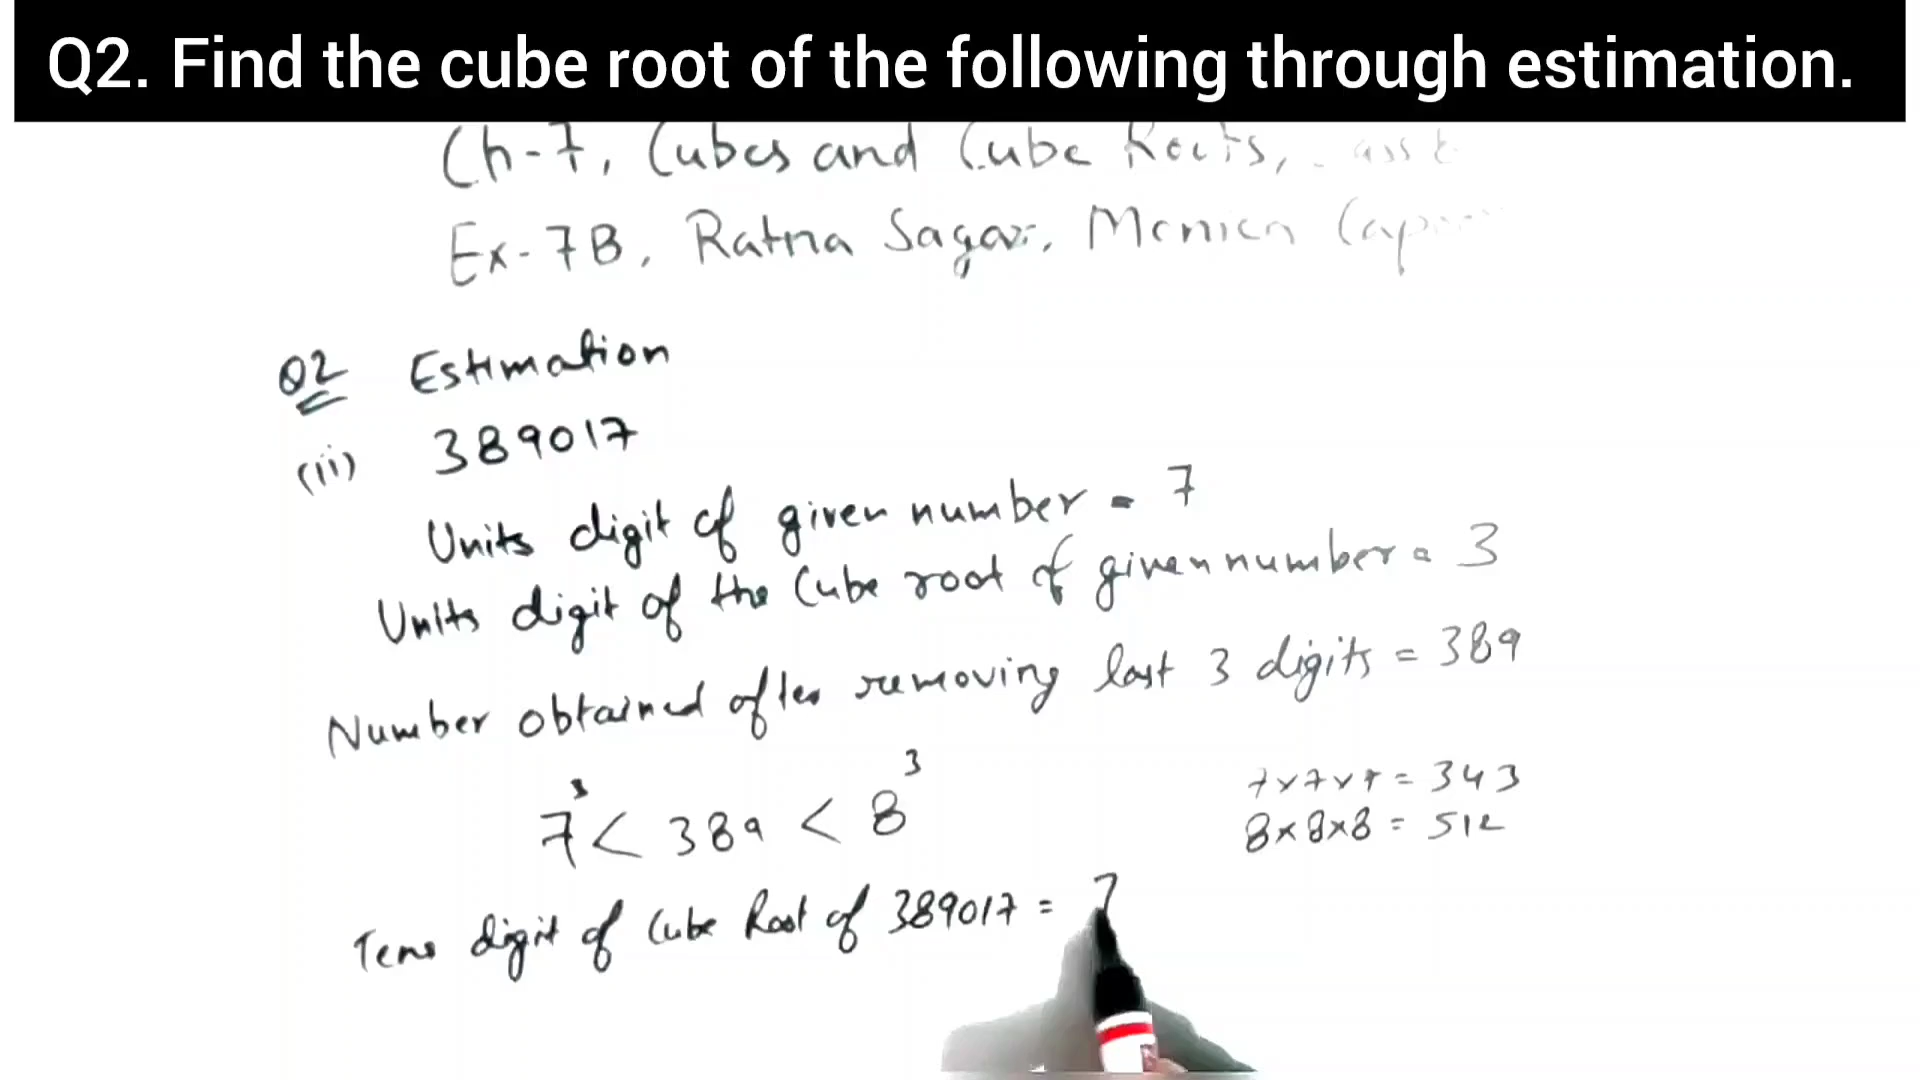 Q2. Find the cube root of the following through estimation.
Ch-7, Cubes and Cube Roots,
Ex-7B, Ratna Sagar, Monica
Q2 Estimation
(ii) 389017
Units digit of given number = 7
Units digit of the Cube root of given number = 3
Number obtained after removing last 3 digits = 389
7³ < 389 < 8³
7×7×7 = 343
8×8×8 = 512
Tens digit of Cube Root of 389017 = 7